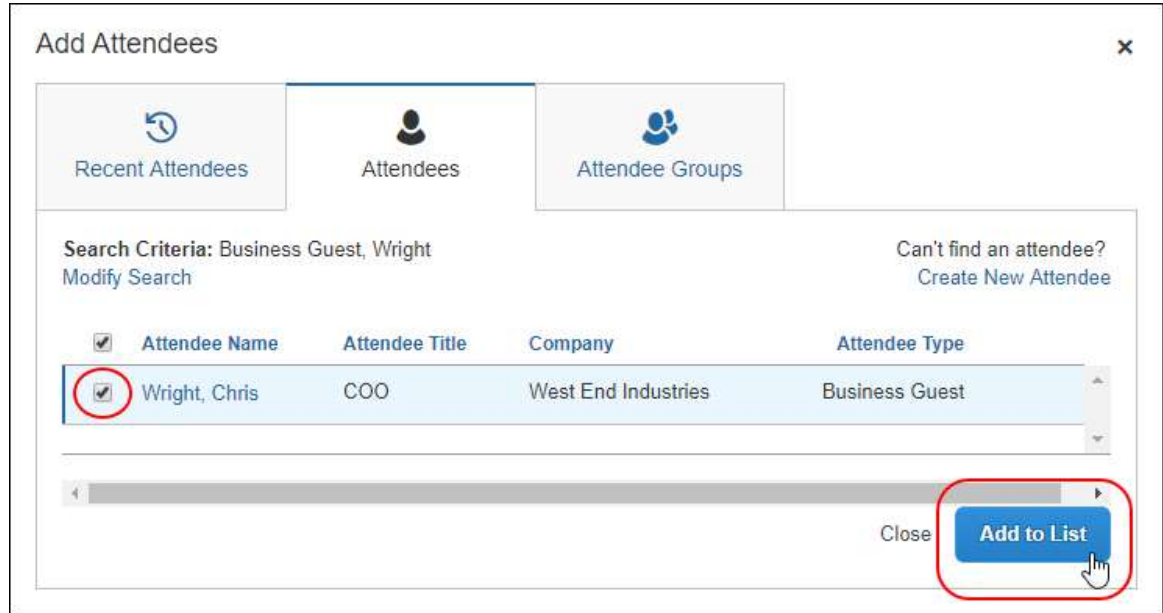 Add Attendees
Recent Attendees
Attendees
Attendee Groups
Search Criteria: Business Guest, Wright
Can't find an attendee?
Modify Search
Create New Attendee
Attendee Name Attendee Title Company Attendee Type
Wright, Chris COO West End Industries Business Guest
Close Add to List